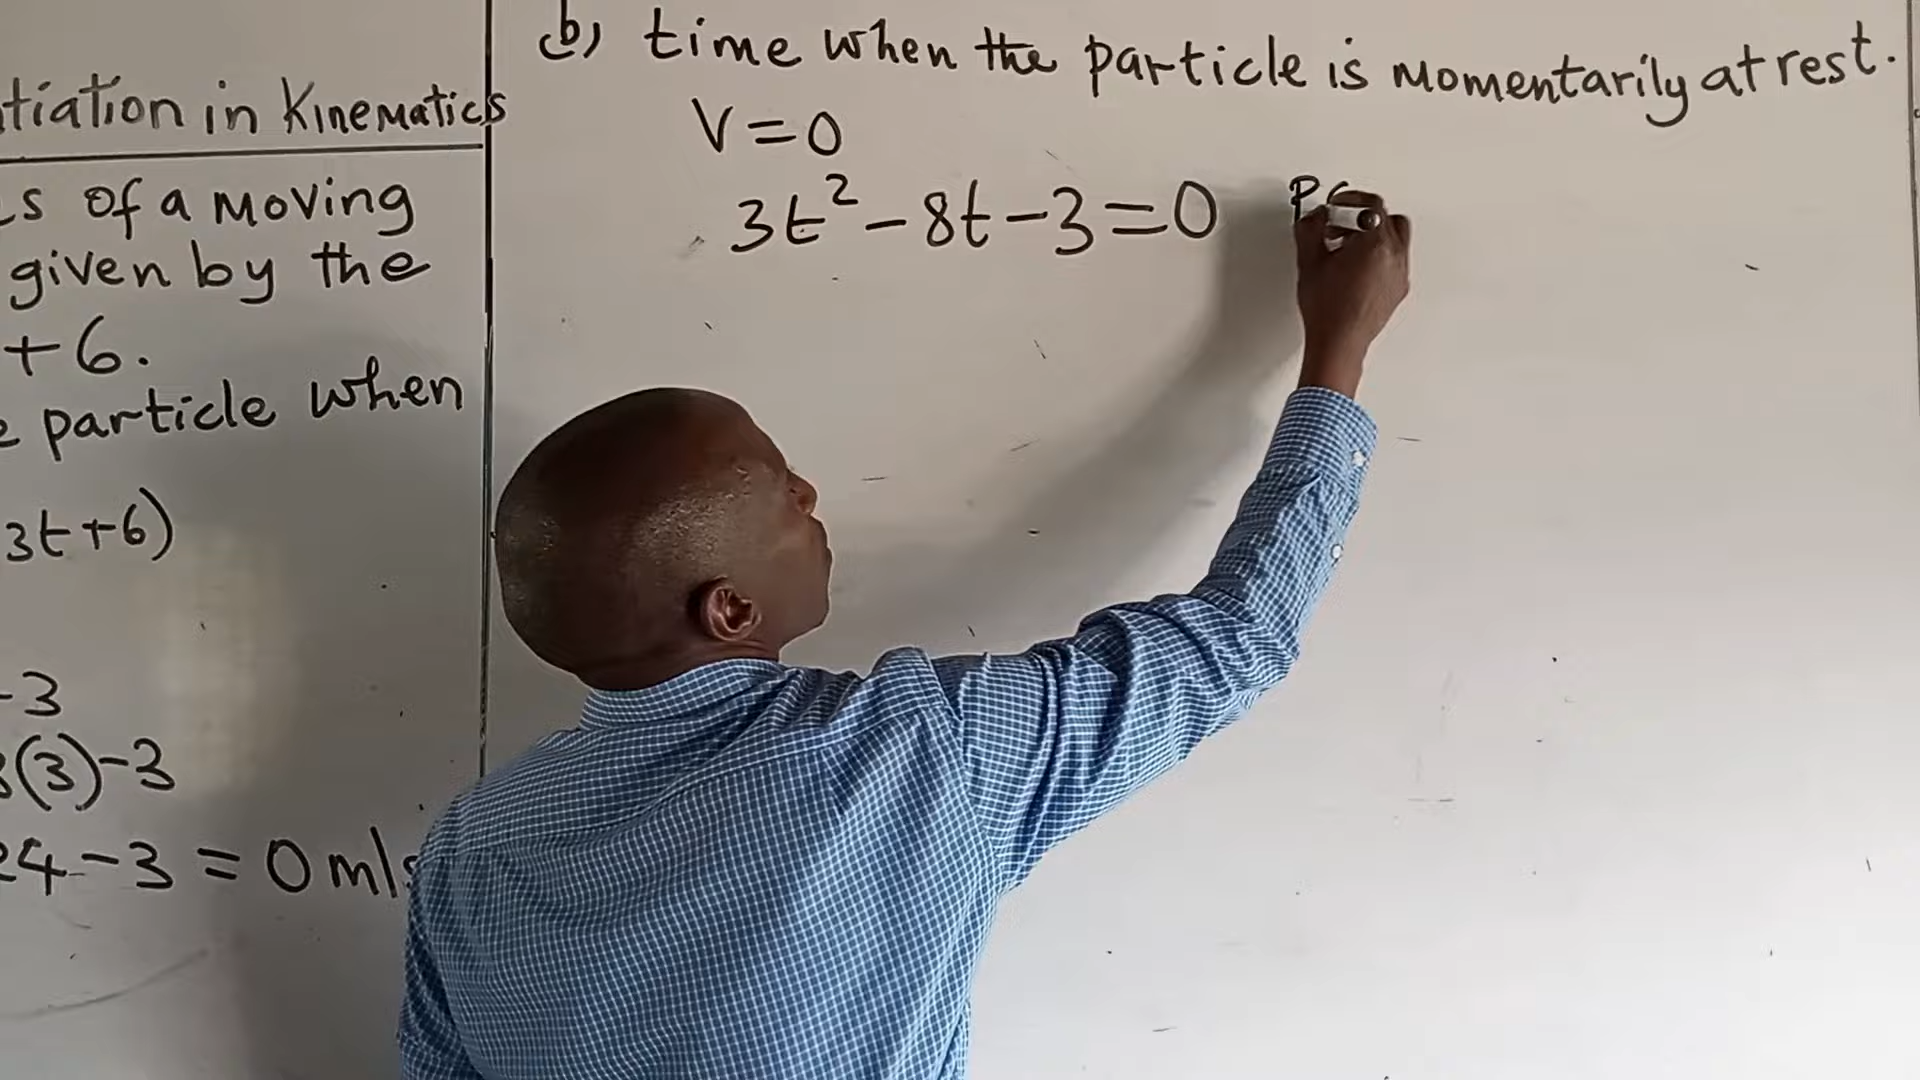 tiation in Kinematics
s of a moving
given by the
+6.
particle when
3t+6)
-3
(3)-3
4-3 = 0 m/s
b) time when the particle is momentarily at rest.
V=0
3t²-8t-3=0